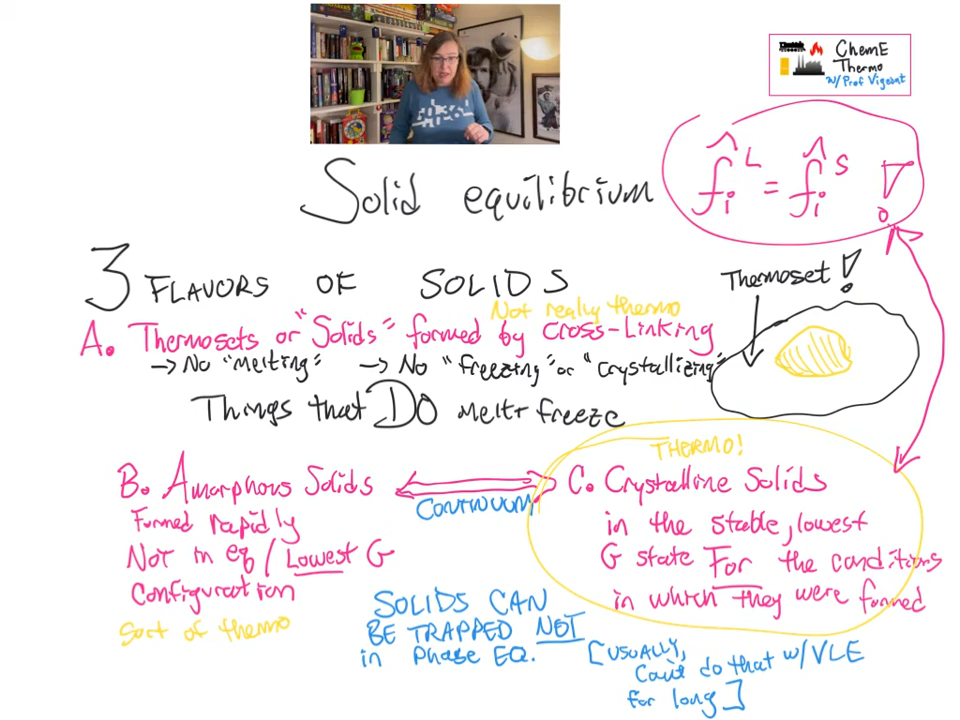 ChemE
Thermo
w/Prof Vigeant
Solid equilibrium
f̂ᵢᴸ = f̂ᵢˢ !
3 FLAVORS OF SOLIDS
Thermoset!
Not really thermo
A. Thermosets or "Solids" formed by cross-Linking
→ No "melting" → No "freezing" or "crystallizing"
Things that DO melt + freeze
THERMO!
B. Amorphous Solids
Formed rapidly
Not in eq / Lowest G
configuration
Sort of thermo
CONTINUUM
C. Crystalline Solids
in the stable, lowest
G state For the conditions
in which they were formed
SOLIDS CAN
BE TRAPPED NOT
in Phase EQ.
[USUALLY,
Can't do that w/VLE
for long]